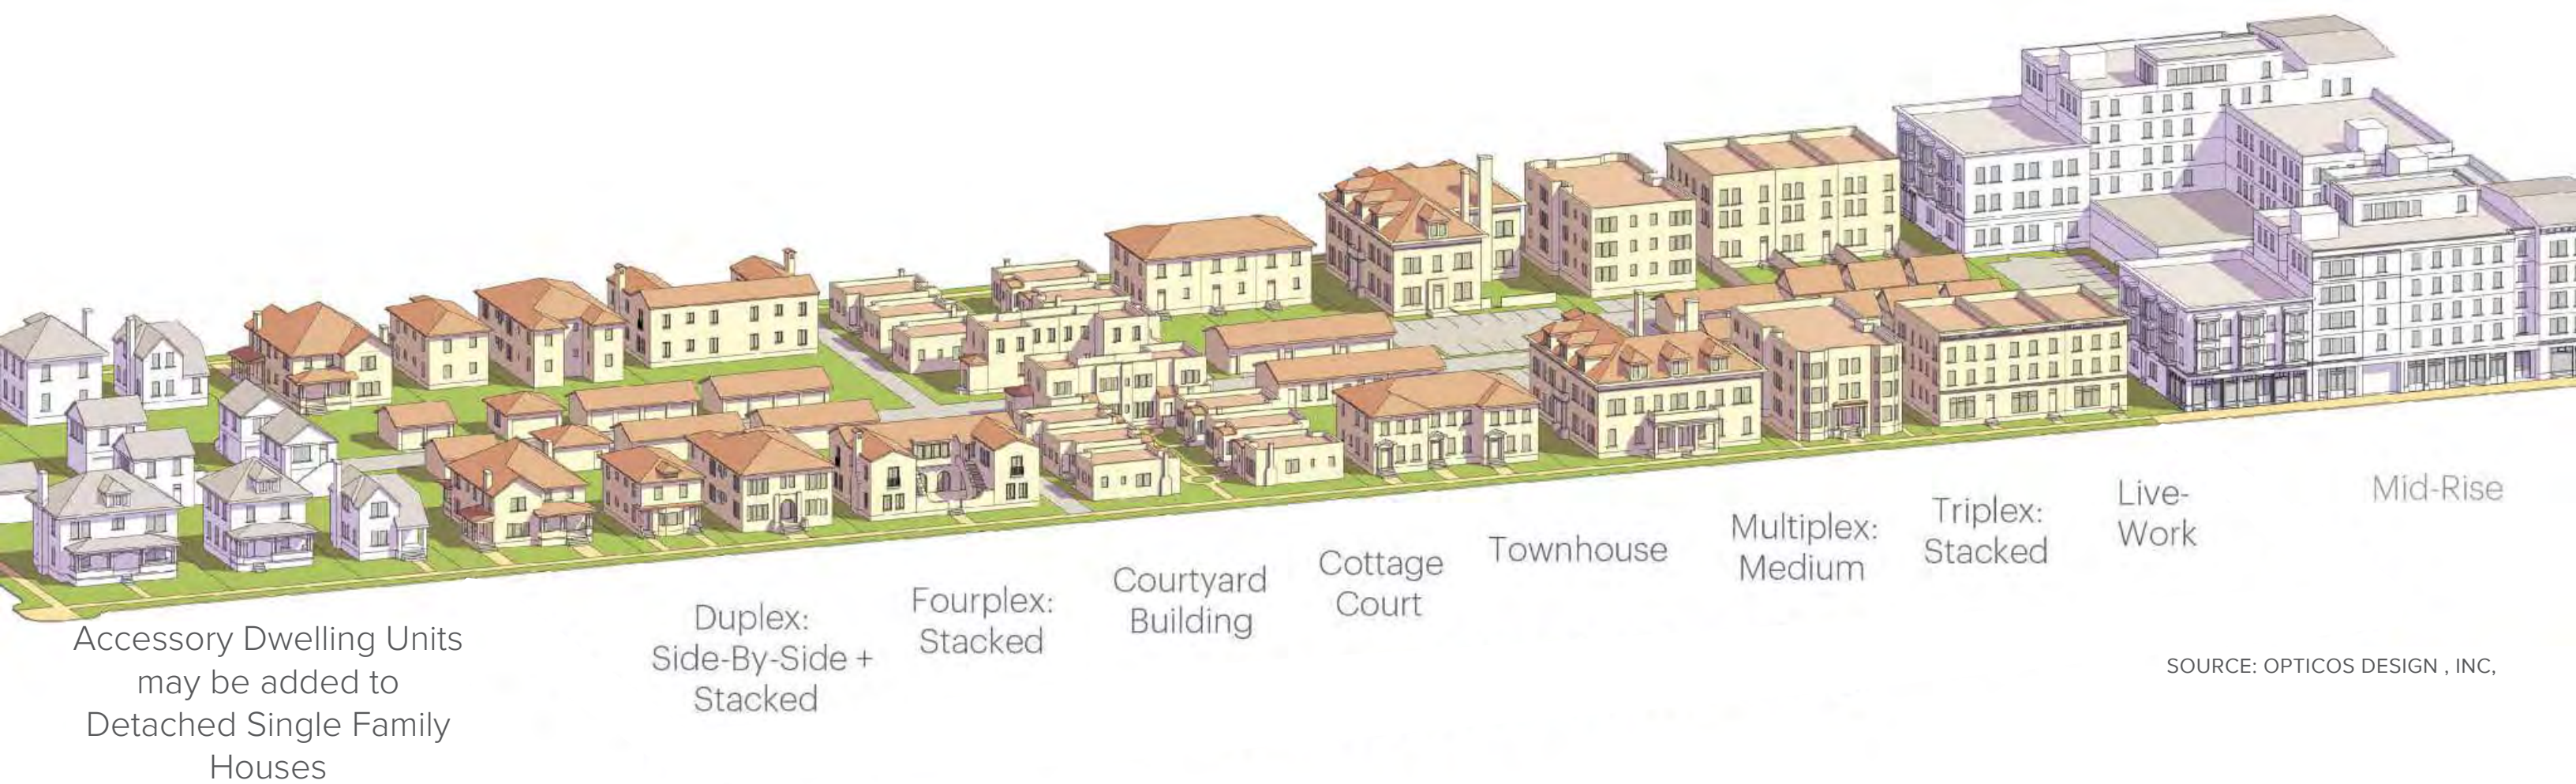 Accessory Dwelling Units
may be added to
Detached Single Family
Houses
Duplex:
Side-By-Side +
Stacked
Fourplex:
Stacked
Courtyard
Building
Cottage
Court
Townhouse
Multiplex:
Medium
Triplex:
Stacked
Live-
Work
Mid-Rise
SOURCE: OPTICOS DESIGN , INC,